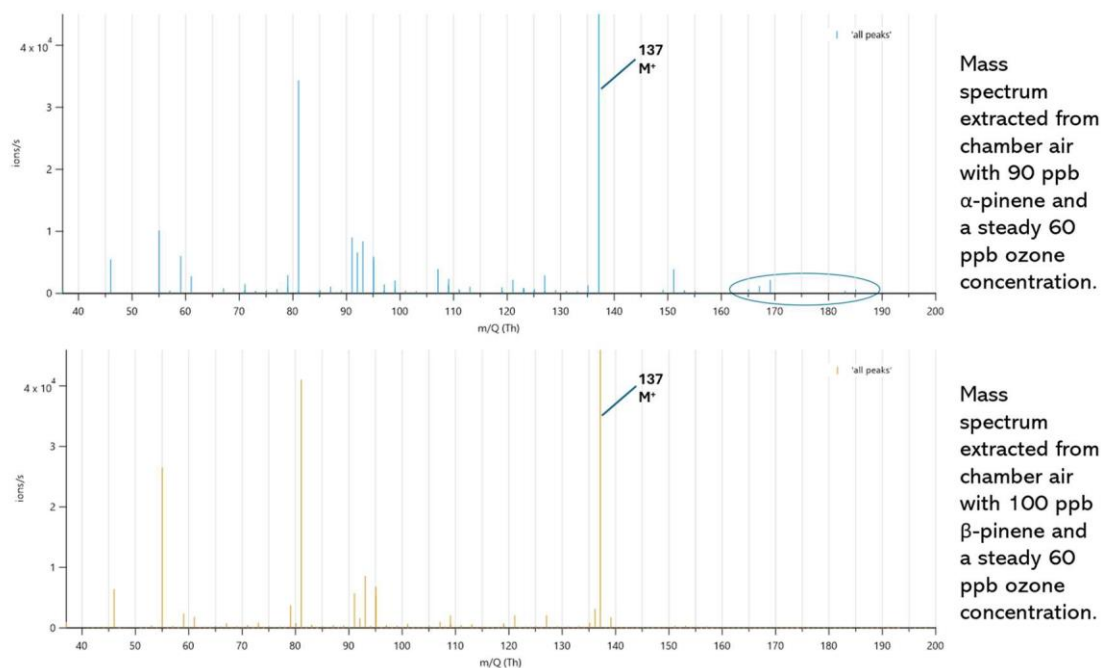 4 x 10⁴
3
2
1
0
ions/s
137
M⁺
'all peaks'
40 50 60 70 80 90 100 110 120 130 140 150 160 170 180 190 200
m/Q (Th)
Mass
spectrum
extracted from
chamber air
with 90 ppb
α-pinene and
a steady 60
ppb ozone
concentration.
4 x 10⁴
3
2
1
0
ions/s
137
M⁺
'all peaks'
40 50 60 70 80 90 100 110 120 130 140 150 160 170 180 190 200
m/Q (Th)
Mass
spectrum
extracted from
chamber air
with 100 ppb
β-pinene and
a steady 60
ppb ozone
concentration.